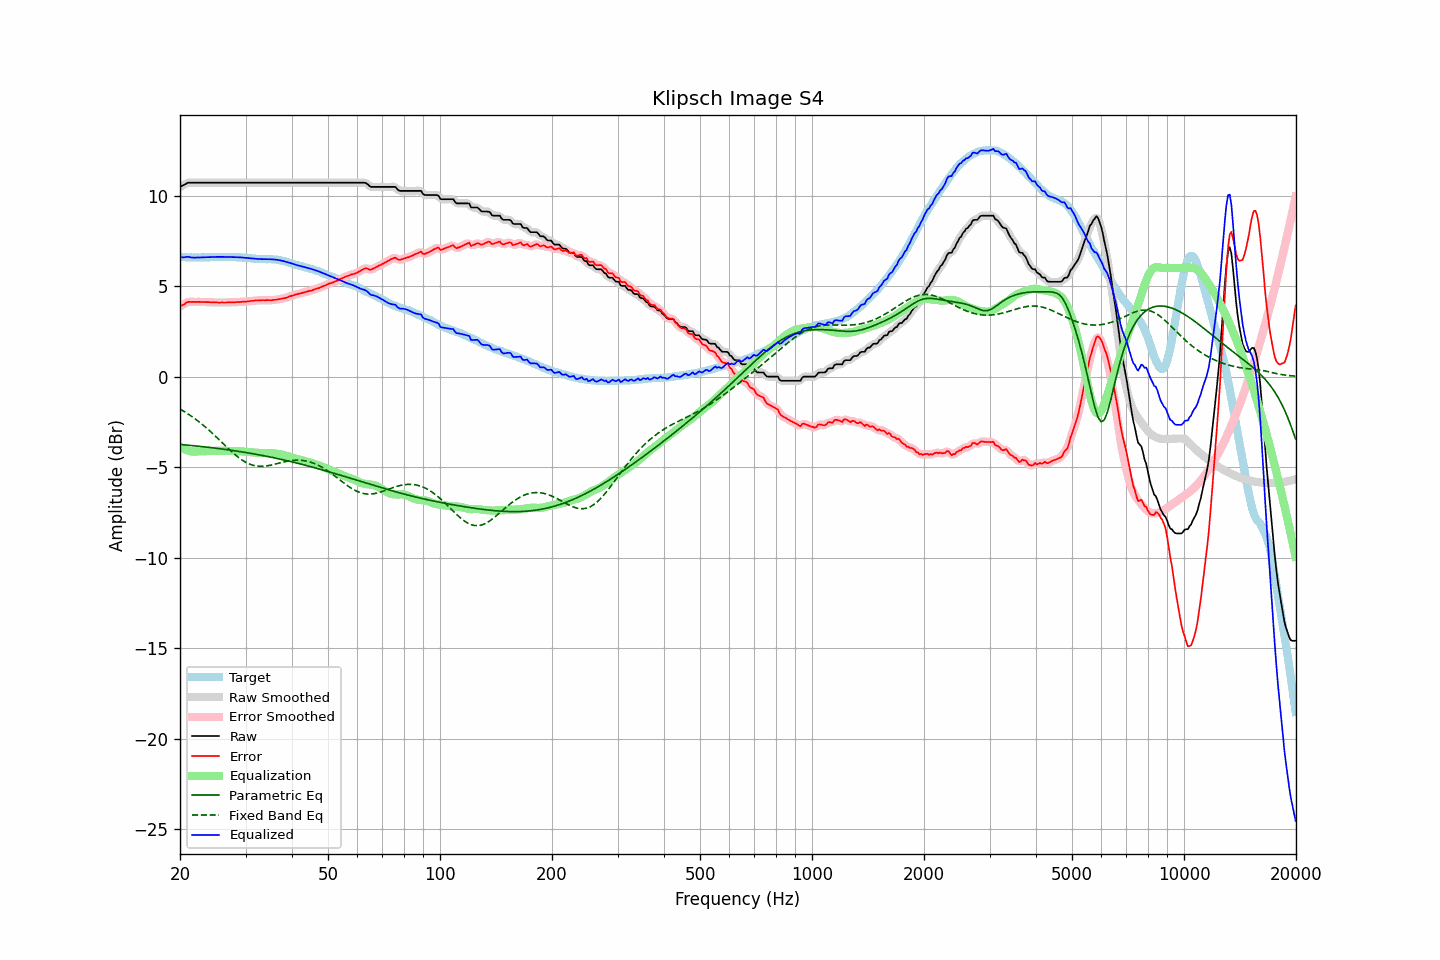 Klipsch Image S4
Amplitude (dBr)
10
5
0
−5
−10
−15
−20
−25
Target
Raw Smoothed
Error Smoothed
Raw
Error
Equalization
Parametric Eq
Fixed Band Eq
Equalized
20 50 100 200 500 1000 2000 5000 10000 20000
Frequency (Hz)